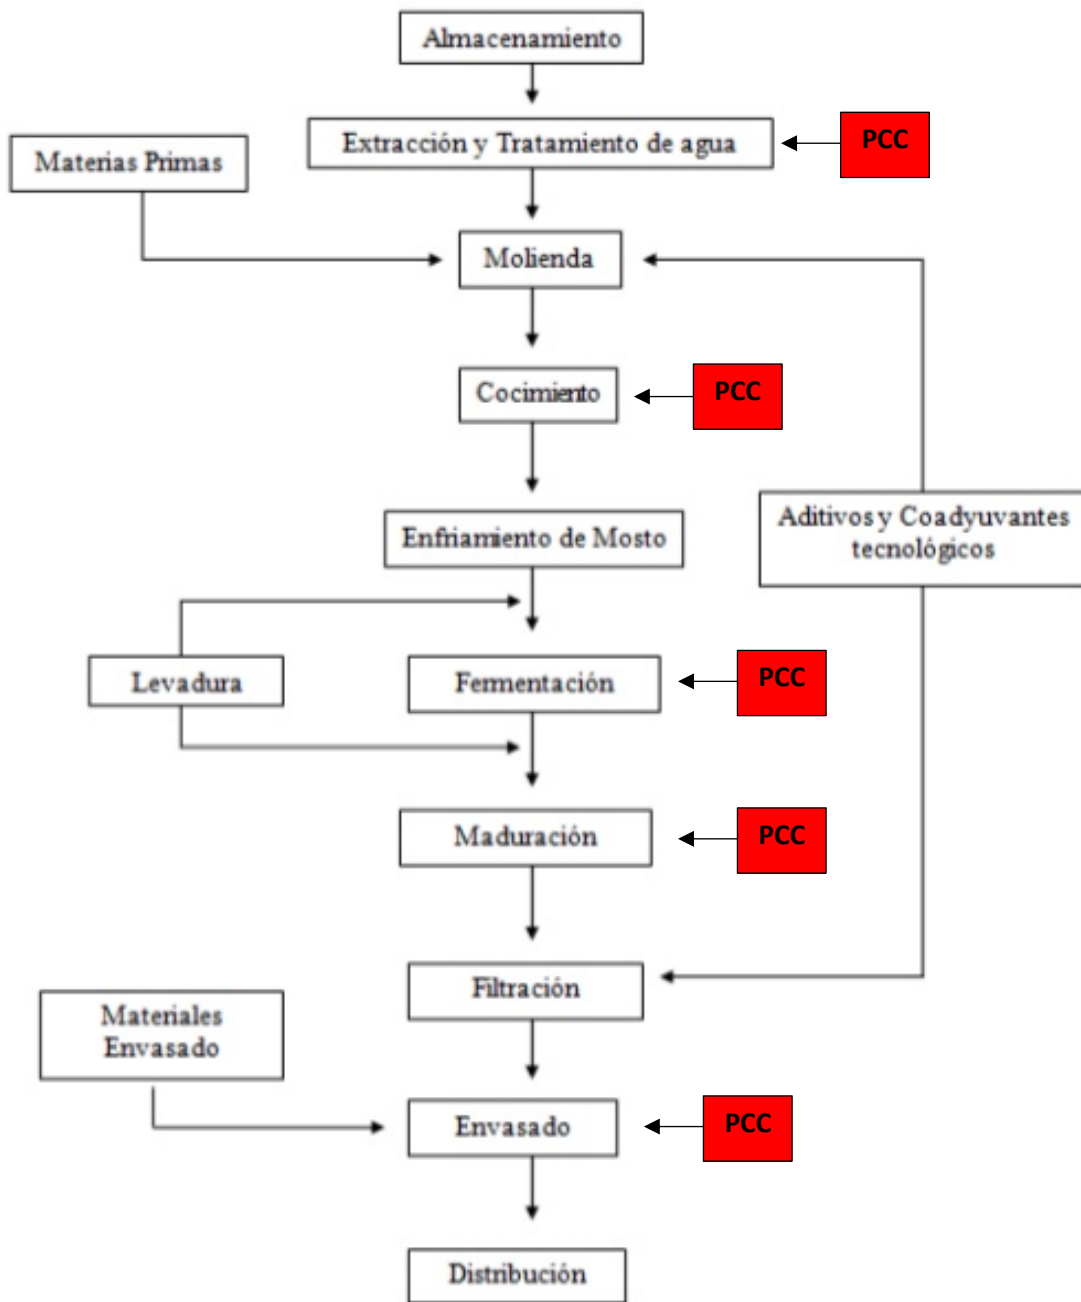 Almacenamiento
Extracción y Tratamiento de agua
PCC
Materias Primas
Molienda
Cocimiento
PCC
Aditivos y Coadyuvantes
tecnológicos
Enfriamiento de Mosto
Levadura
Fermentación
PCC
Maduración
PCC
Filtración
Materiales
Envasado
Envasado
PCC
Distribución